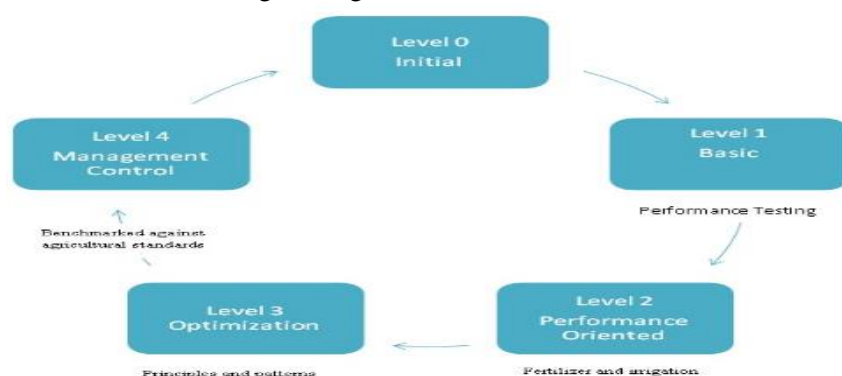 Level 0
Initial
Level 1
Basic
Performance Testing
Level 2
Performance
Oriented
Fertilizer and irrigation
Level 3
Optimization
Principles and patterns
Benchmarked against
agricultural standards
Level 4
Management
Control